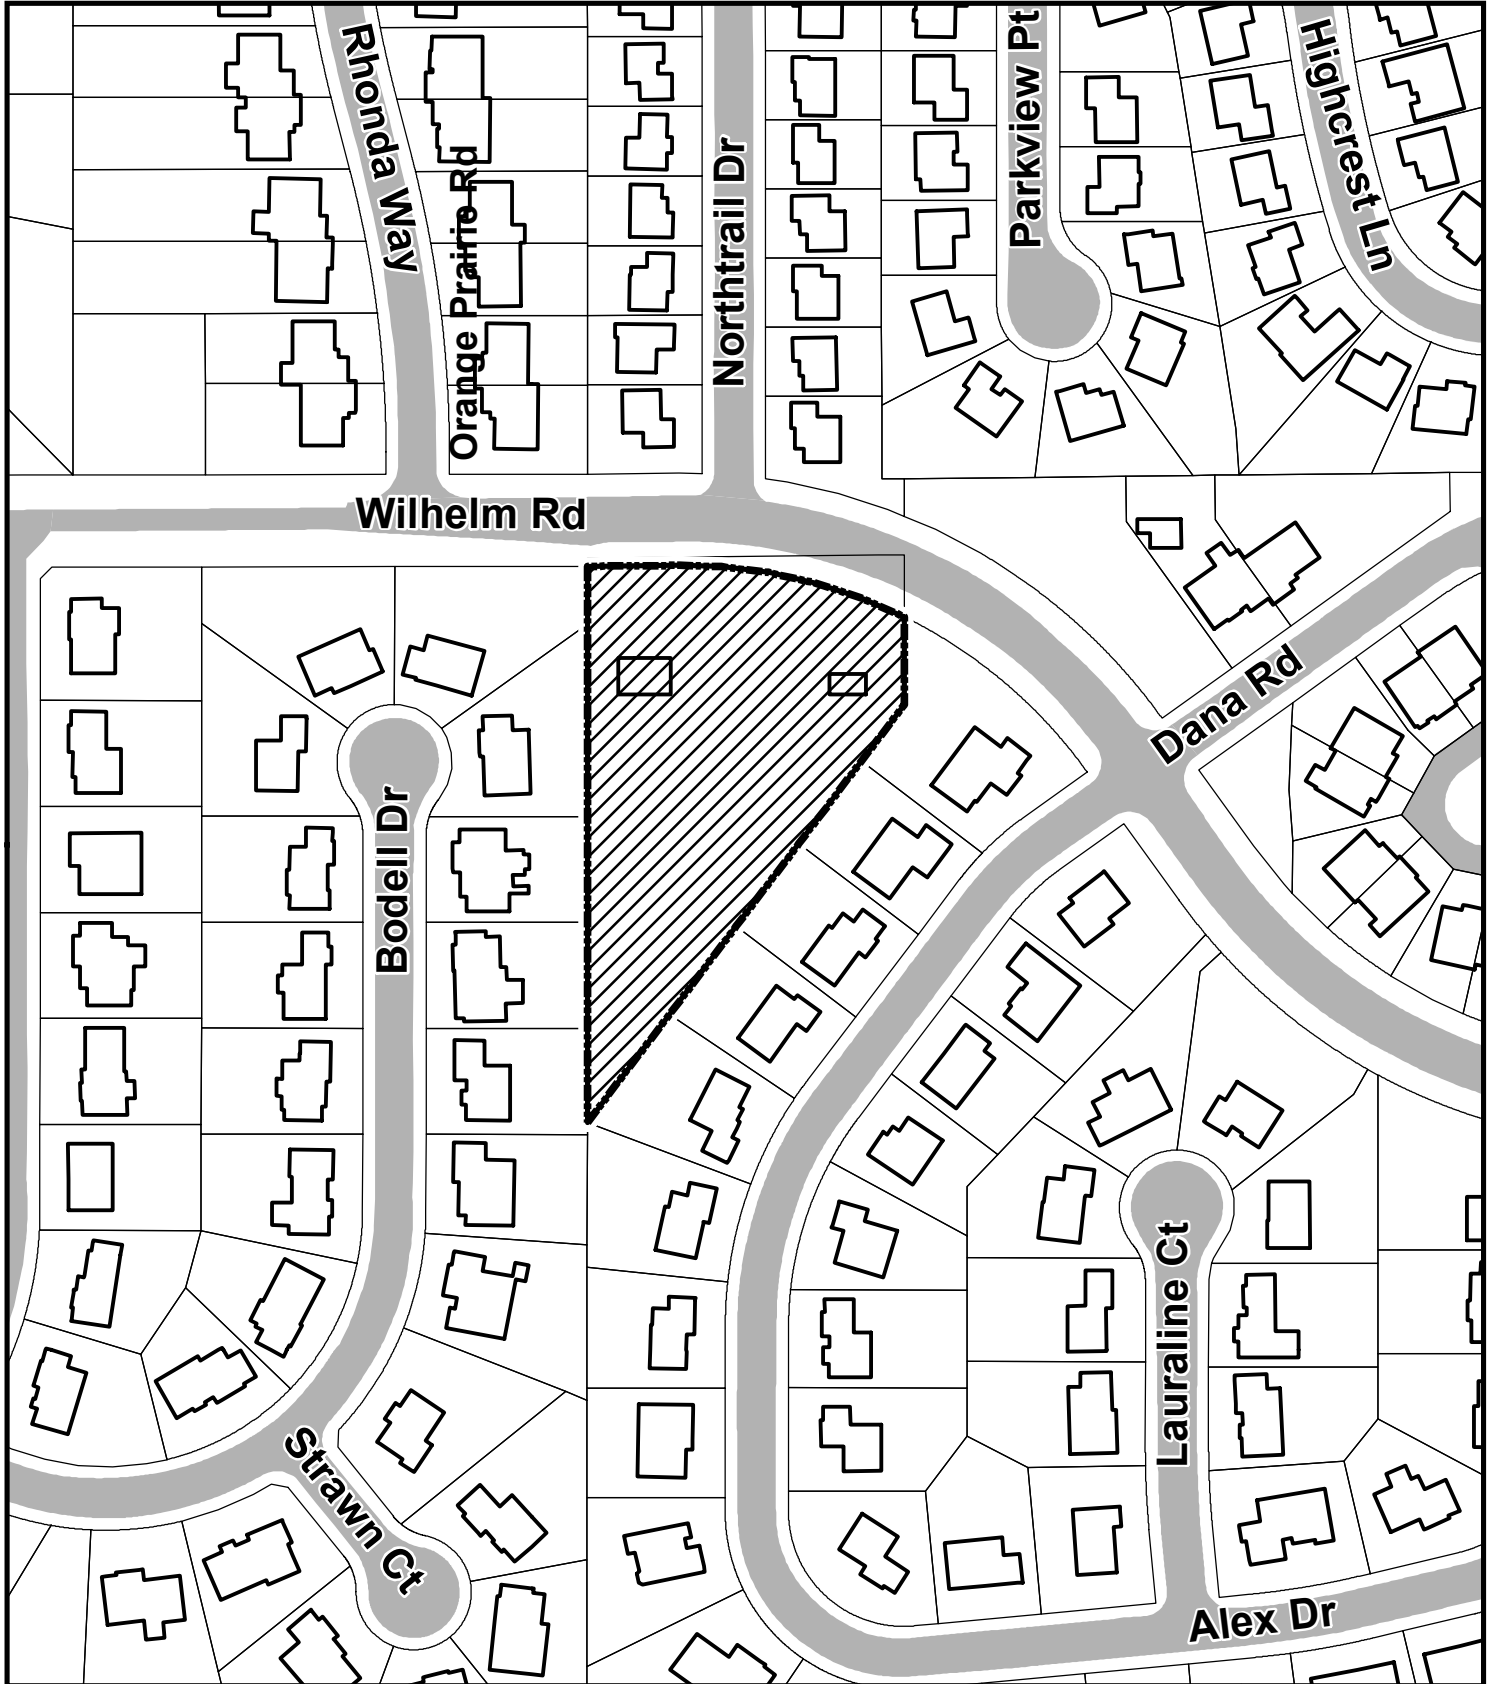 Rhonda Way
Orange Prairie Rd
Northtrail Dr
Parkview Pt
Highcrest Ln
Wilhelm Rd
Dana Rd
Bodell Dr
Lauraline Ct
Strawn Ct
Alex Dr